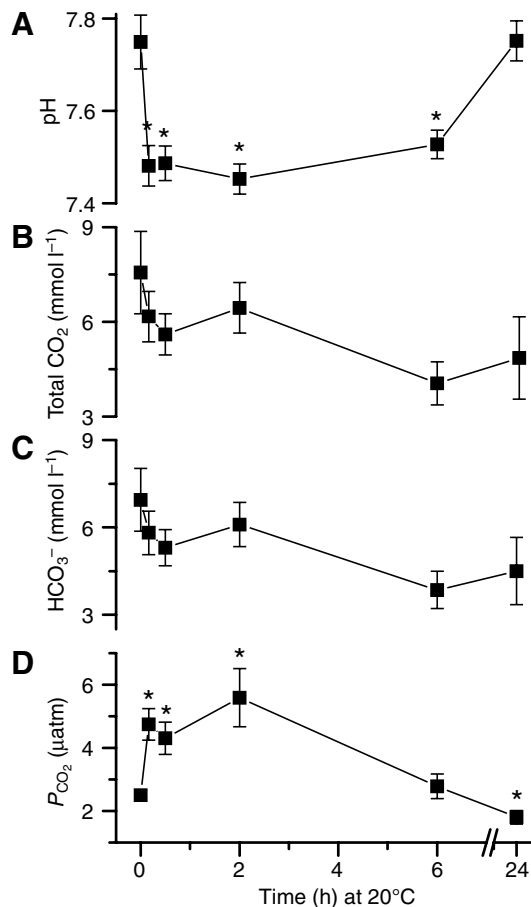 A
7.8
7.6
7.4
pH
* * * *
B
9
6
3
Total CO₂ (mmol l⁻¹)
C
9
6
3
HCO₃⁻ (mmol l⁻¹)
D
6
4
2
P_CO₂ (µatm)
* * * *
0 2 4 6 24
Time (h) at 20°C